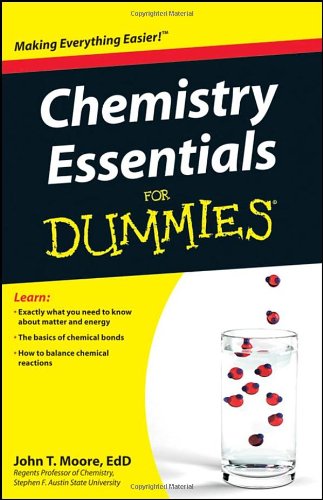 Making Everything Easier!™
Chemistry
Essentials
FOR
DUMMIES®
Learn:
• Exactly what you need to know
about matter and energy
• The basics of chemical bonds
• How to balance chemical
reactions
John T. Moore, EdD
Regents Professor of Chemistry,
Stephen F. Austin State University